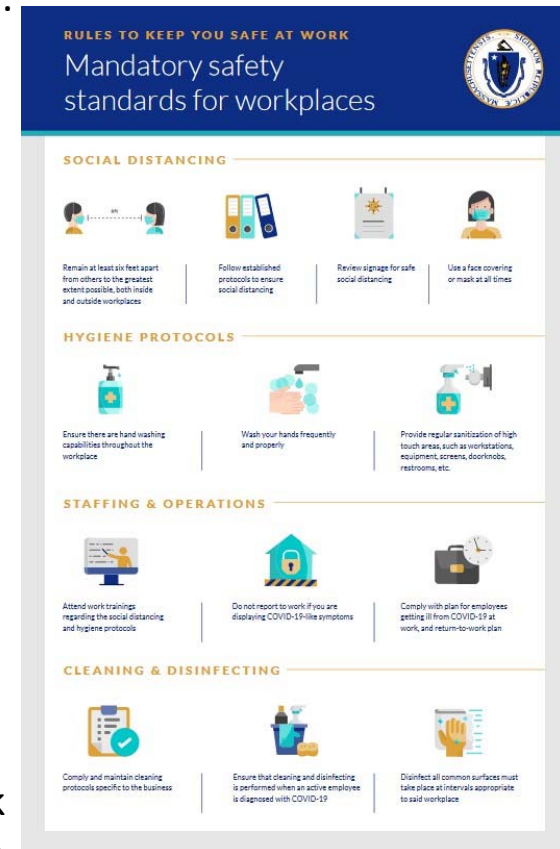 RULES TO KEEP YOU SAFE AT WORK
Mandatory safety
standards for workplaces
SOCIAL DISTANCING
Remain at least six feet apart
from others to the greatest
extent possible, both inside
and outside workplaces
Follow established
protocols to ensure
social distancing
Review signage for safe
social distancing
Use a face covering
or mask at all times
HYGIENE PROTOCOLS
Ensure there are hand washing
capabilities throughout the
workplace
Wash your hands frequently
and properly
Provide regular sanitization of high
touch areas, such as workstations,
equipment, screens, doorknobs,
restrooms, etc.
STAFFING & OPERATIONS
Attend work trainings
regarding the social distancing
and hygiene protocols
Do not report to work if you are
displaying COVID-19-like symptoms
Comply with plan for employees
getting ill from COVID-19 at
work, and return-to-work plan
CLEANING & DISINFECTING
Comply and maintain cleaning
protocols specific to the business
Ensure that cleaning and disinfecting
is performed when an active employee
is diagnosed with COVID-19
Disinfect all common surfaces must
take place at intervals appropriate
to said workplace